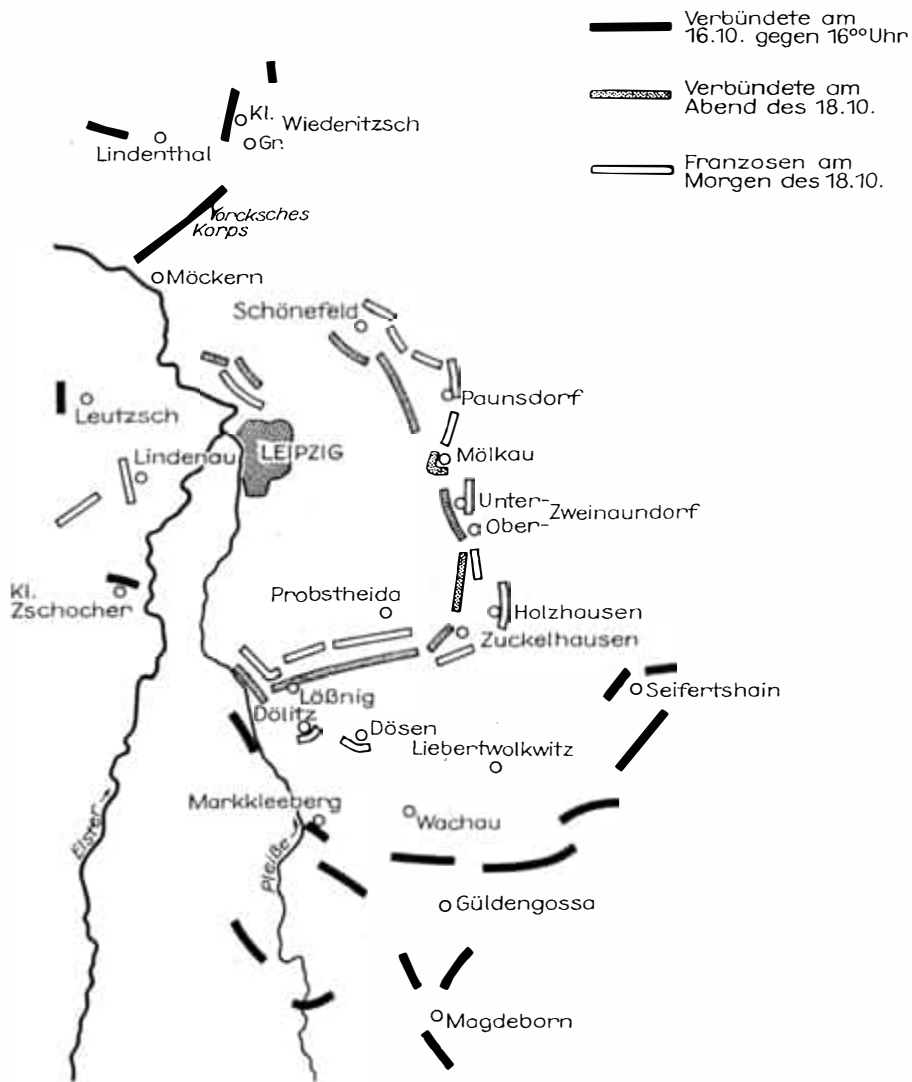 Verbündete am
16.10. gegen 16⁰⁰Uhr
Verbündete am
Abend des 18.10.
Franzosen am
Morgen des 18.10.
Kl.
Wiederitzsch
Gr.
Lindenthal
Yorcksches
Korps
Möckern
Schönefeld
Leutzsch
Paunsdorf
Lindenau
LEIPZIG
Mölkau
Unter-
Zweinaundorf
Ober-
Kl.
Zschocher
Probstheida
Holzhausen
Zuckelhausen
Lößnig
Seifertshain
Dölitz
Dösen
Liebertwolkwitz
Markkleeberg
Wachau
Elster
Pleiße
Güldengossa
Magdeborn